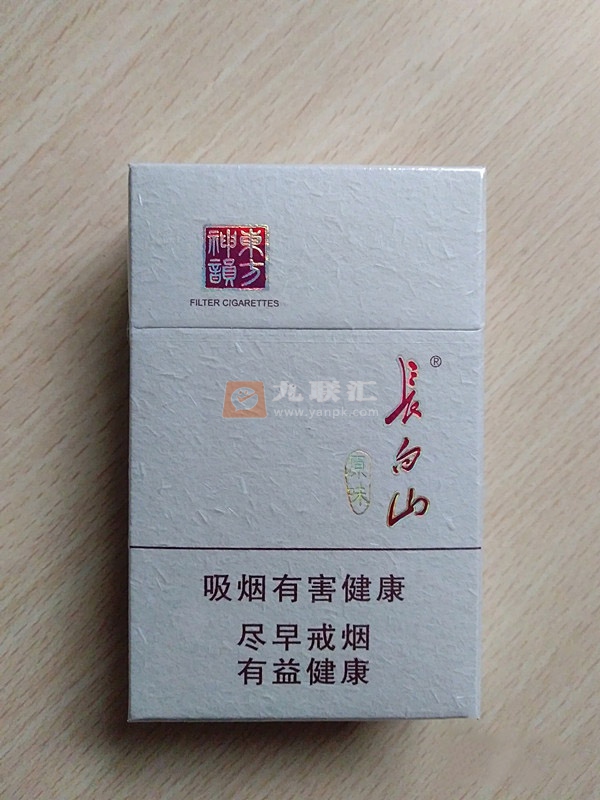 東方
神韻
FILTER CIGARETTES
長白山®
原味
九联汇
www.yanpk.com
吸烟有害健康
尽早戒烟
有益健康